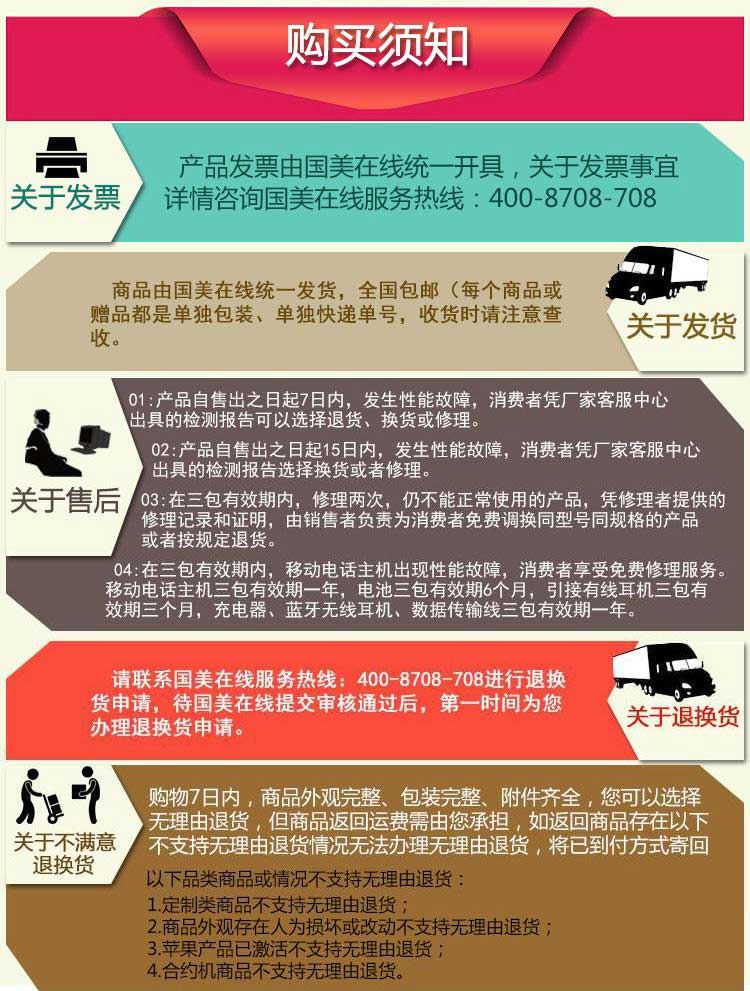 购买须知
关于发票
产品发票由国美在线统一开具，关于发票事宜
详情咨询国美在线服务热线：400-8708-708
商品由国美在线统一发货，全国包邮（每个商品或
赠品都是单独包装、单独快递单号，收货时请注意查
收。
关于发货
关于售后
01:产品自售出之日起7日内，发生性能故障，消费者凭厂家客服中心
出具的检测报告可以选择退货、换货或修理。
02:产品自售出之日起15日内，发生性能故障，消费者凭厂家客服中心
出具的检测报告选择换货或者修理。
03:在三包有效期内，修理两次，仍不能正常使用的产品，凭修理者提供的
修理记录和证明，由销售者负责为消费者免费调换同型号同规格的产品
或者按规定退货。
04:在三包有效期内，移动电话主机出现性能故障，消费者享受免费修理服务。
移动电话主机三包有效期一年，电池三包有效期6个月，引接有线耳机三包有
效期三个月，充电器、蓝牙无线耳机、数据传输线三包有效期一年。
请联系国美在线服务热线：400-8708-708进行退换
货申请，待国美在线提交审核通过后，第一时间为您
办理退换货申请。
关于退换货
关于不满意
退换货
购物7日内，商品外观完整、包装完整、附件齐全，您可以选择
无理由退货，但商品返回运费需由您承担，如返回商品存在以下
不支持无理由退货情况无法办理无理由退货，将已到付方式寄回
以下品类商品或情况不支持无理由退货：
1.定制类商品不支持无理由退货；
2.商品外观存在人为损坏或改动不支持无理由退货；
3.苹果产品已激活不支持无理由退货；
4.合约机商品不支持无理由退货。